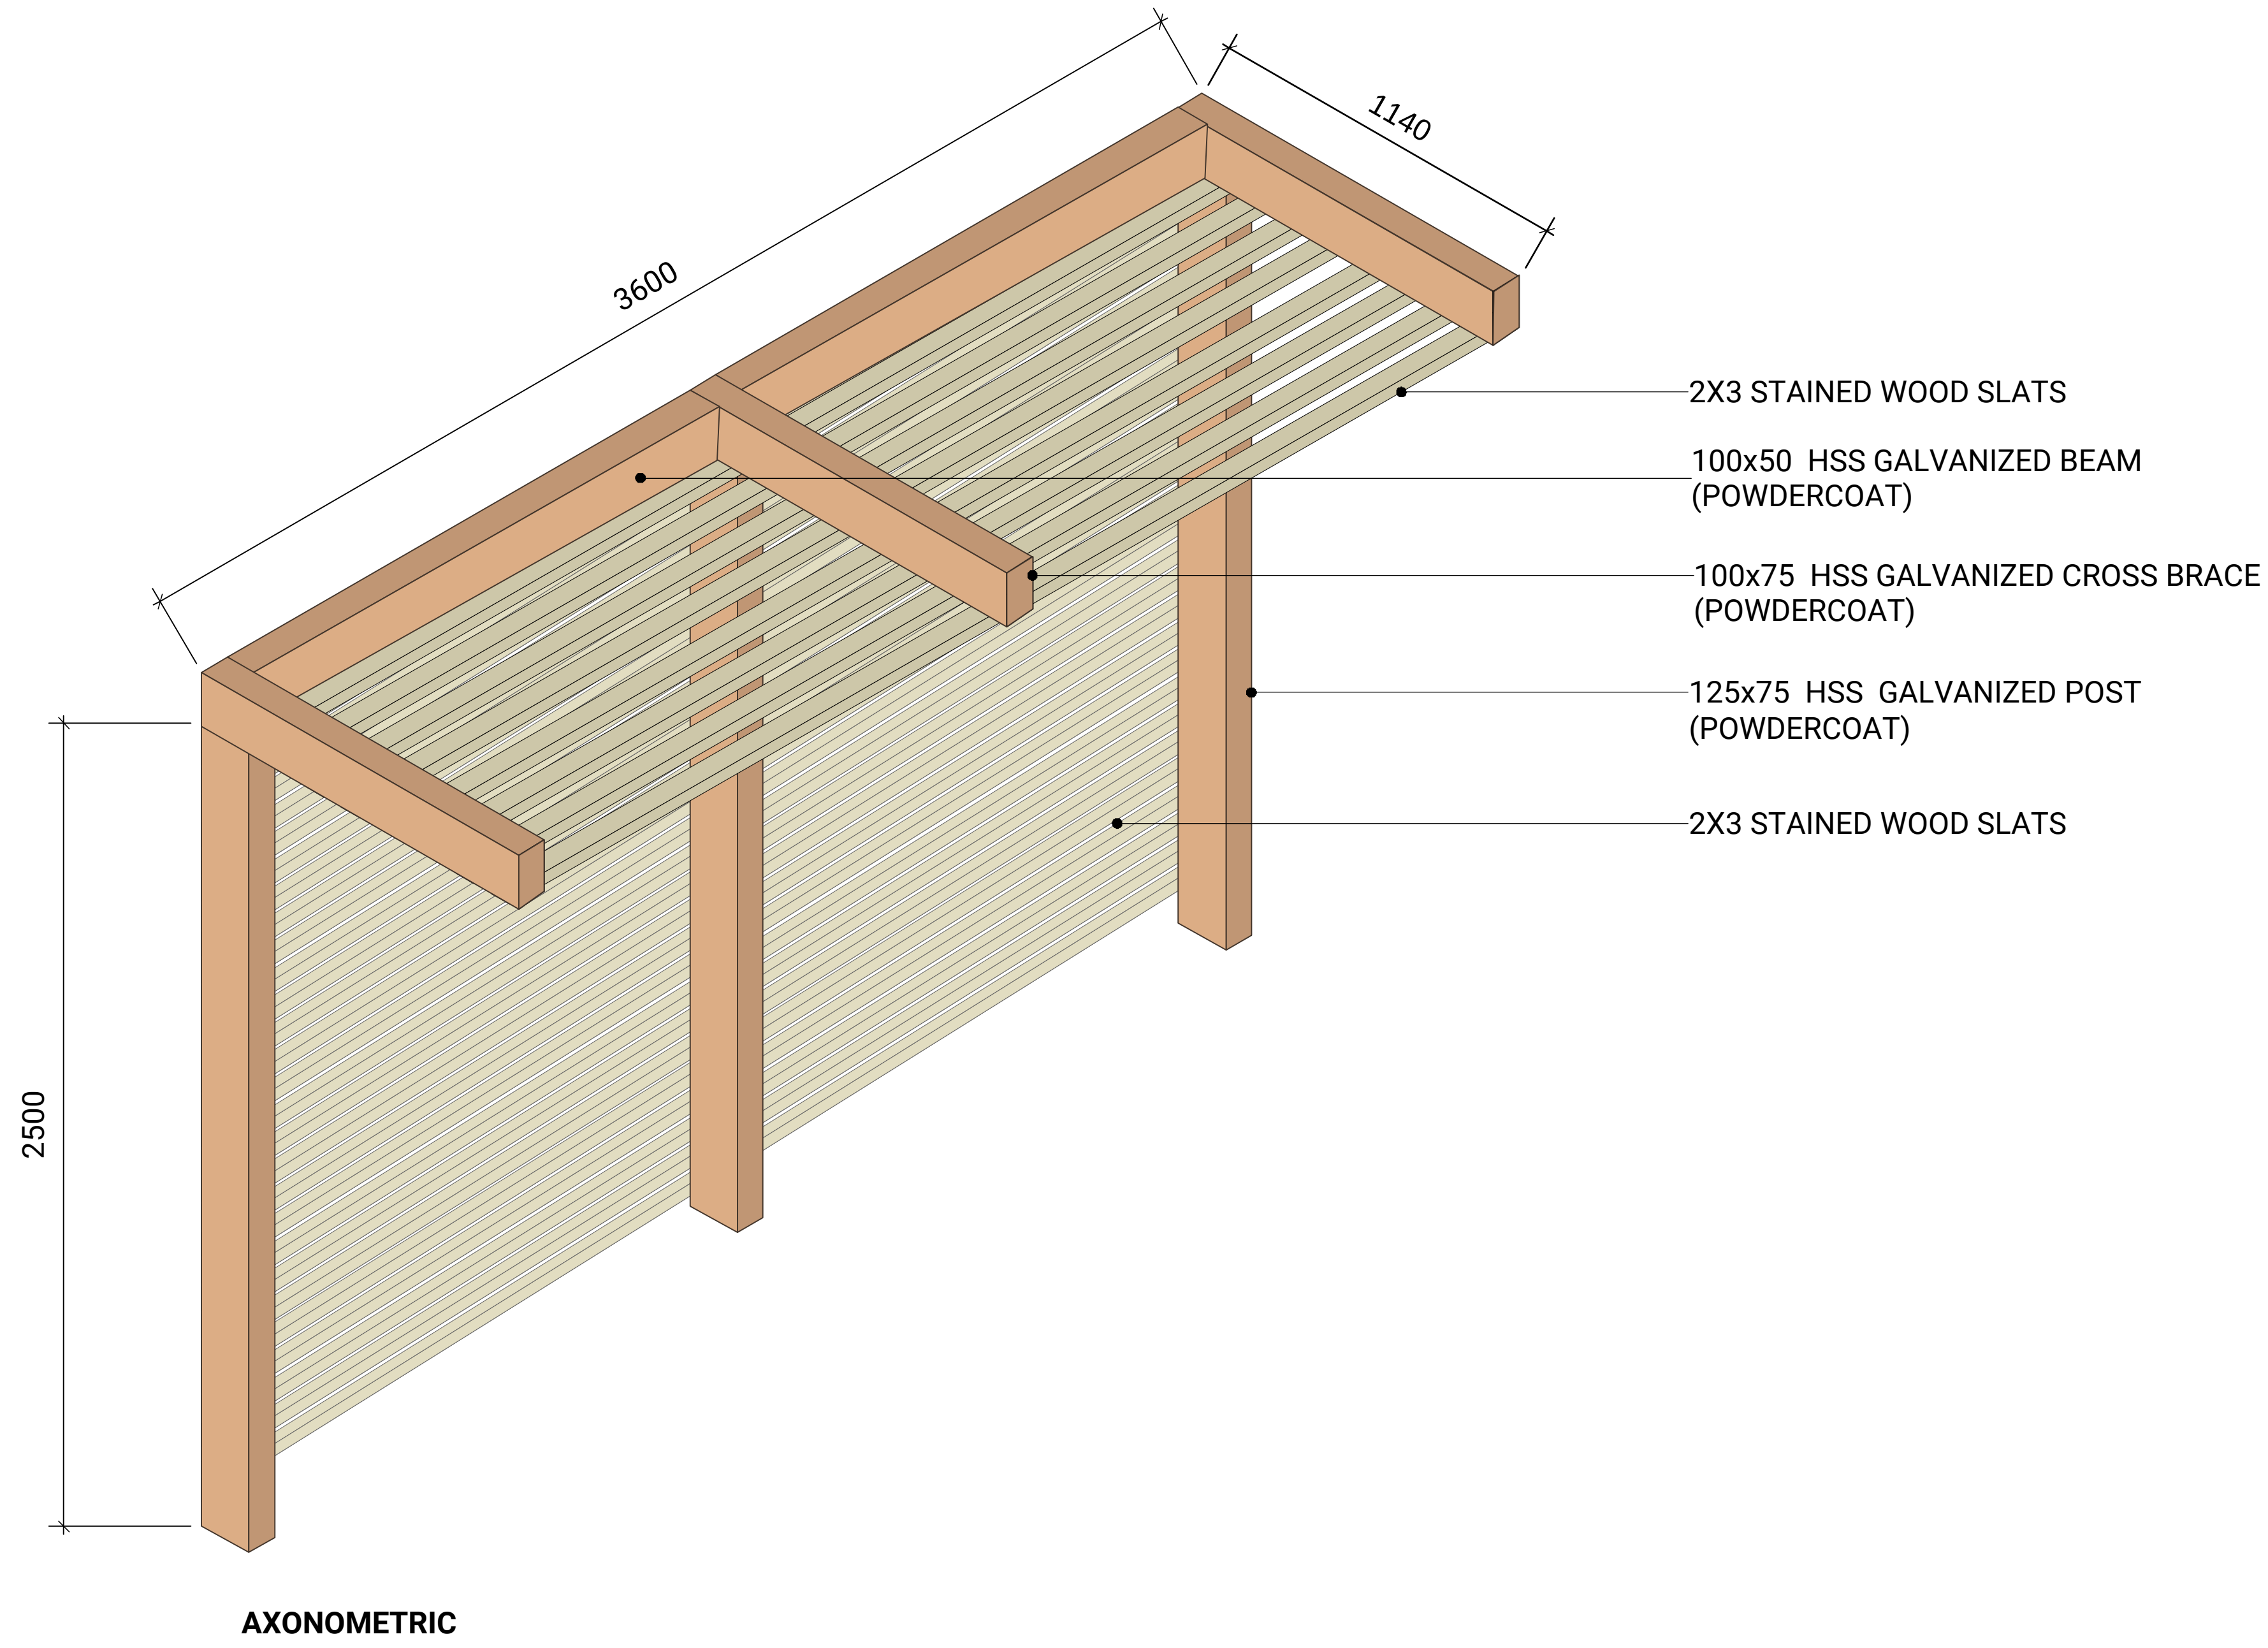 1140
3600
2X3 STAINED WOOD SLATS
100x50 HSS GALVANIZED BEAM
(POWDERCOAT)
100x75 HSS GALVANIZED CROSS BRACE
(POWDERCOAT)
125x75 HSS GALVANIZED POST
(POWDERCOAT)
2X3 STAINED WOOD SLATS
2500
AXONOMETRIC